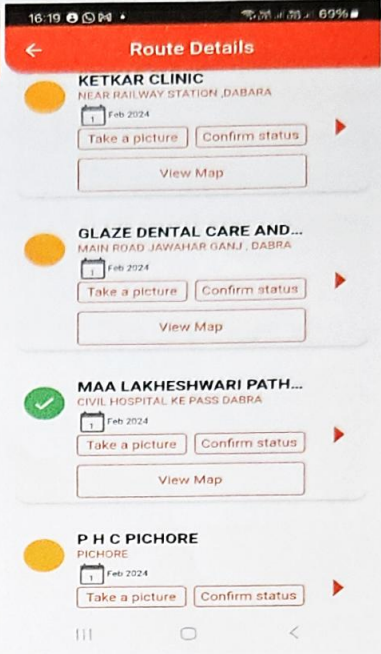 16:19 69%
Route Details
KETKAR CLINIC
NEAR RAILWAY STATION ,DABARA
1 Feb 2024
Take a picture Confirm status
View Map
GLAZE DENTAL CARE AND...
MAIN ROAD JAWAHAR GANJ , DABRA
1 Feb 2024
Take a picture Confirm status
View Map
MAA LAKHESHWARI PATH...
CIVIL HOSPITAL KE PASS DABRA
1 Feb 2024
Take a picture Confirm status
View Map
P H C PICHORE
PICHORE
1 Feb 2024
Take a picture Confirm status